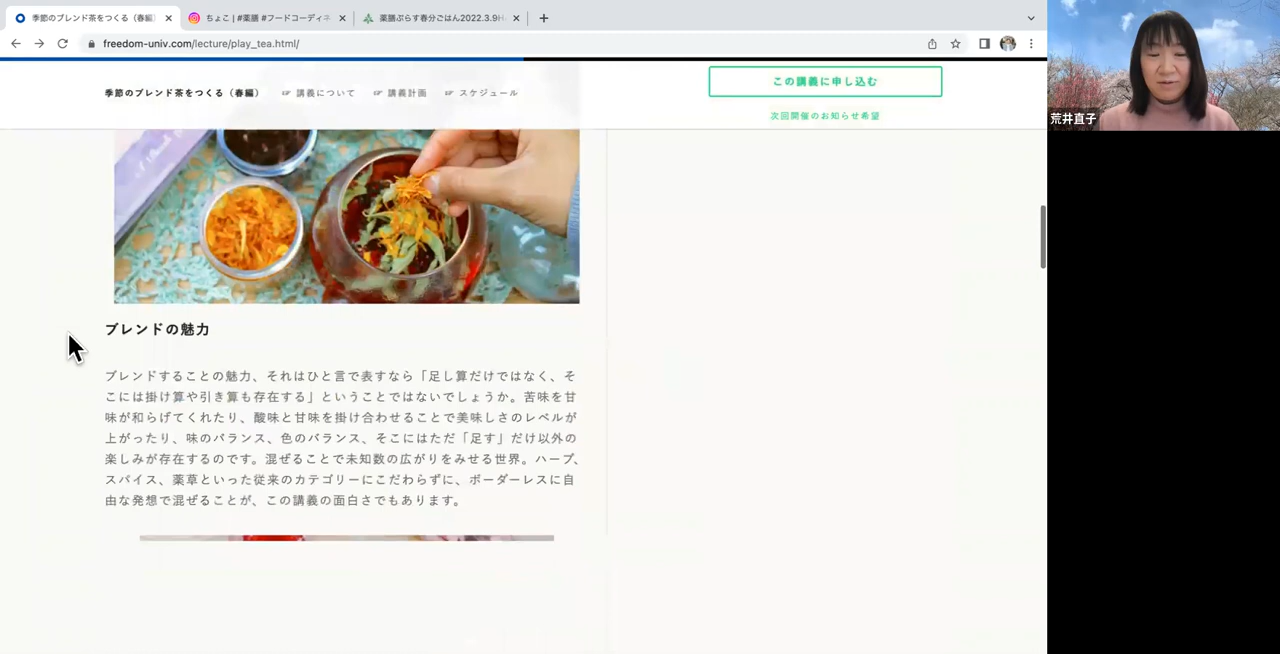 季節のブレンド茶をつくる（春編）
ちょこ | #薬膳 #フードコーディネ
薬膳ぷらす春分ごはん2022.3.9H
freedom-univ.com/lecture/play_tea.html/
季節のブレンド茶をつくる（春編）
☞ 講義について
☞ 講義計画
☞ スケジュール
この講義に申し込む
次回開催のお知らせ希望
荒井直子
ブレンドの魅力
ブレンドすることの魅力、それはひと言で表すなら「足し算だけではなく、そ
こには掛け算や引き算も存在する」ということではないでしょうか。苦味を甘
味が和らげてくれたり、酸味と甘味を掛け合わせることで美味しさのレベルが
上がったり、味のバランス、色のバランス、そこにはただ「足す」だけ以外の
楽しみが存在するのです。混ぜることで未知数の広がりをみせる世界。ハーブ、
スパイス、薬草といった従来のカテゴリーにこだわらずに、ボーダーレスに自
由な発想で混ぜることが、この講義の面白さでもあります。